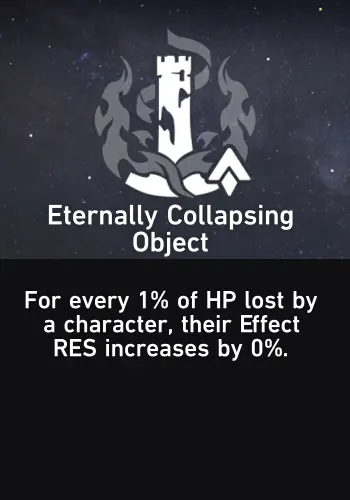 Eternally Collapsing
Object
For every 1% of HP lost by
a character, their Effect
RES increases by 0%.